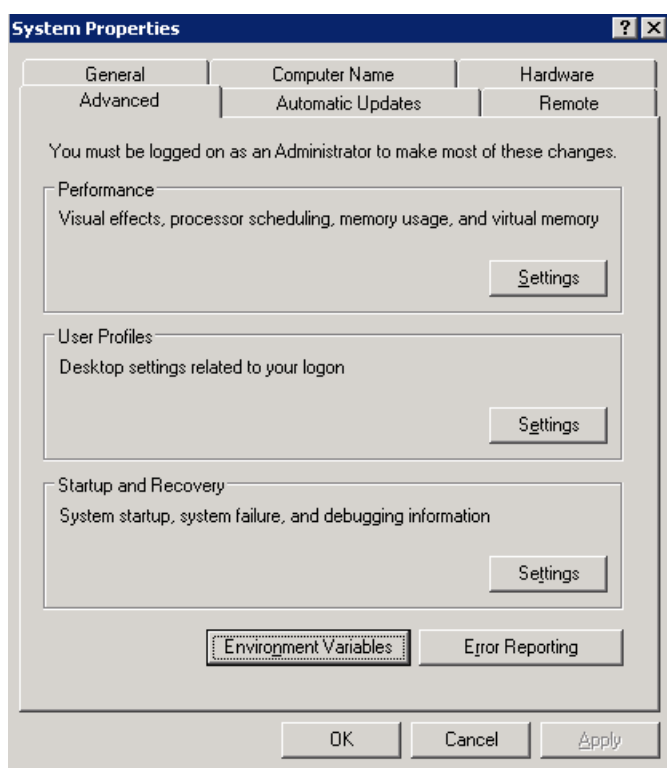 System Properties
? X
General Computer Name Hardware
Advanced Automatic Updates Remote
You must be logged on as an Administrator to make most of these changes.
Performance
Visual effects, processor scheduling, memory usage, and virtual memory
Settings
User Profiles
Desktop settings related to your logon
Settings
Startup and Recovery
System startup, system failure, and debugging information
Settings
Environment Variables Error Reporting
OK Cancel Apply